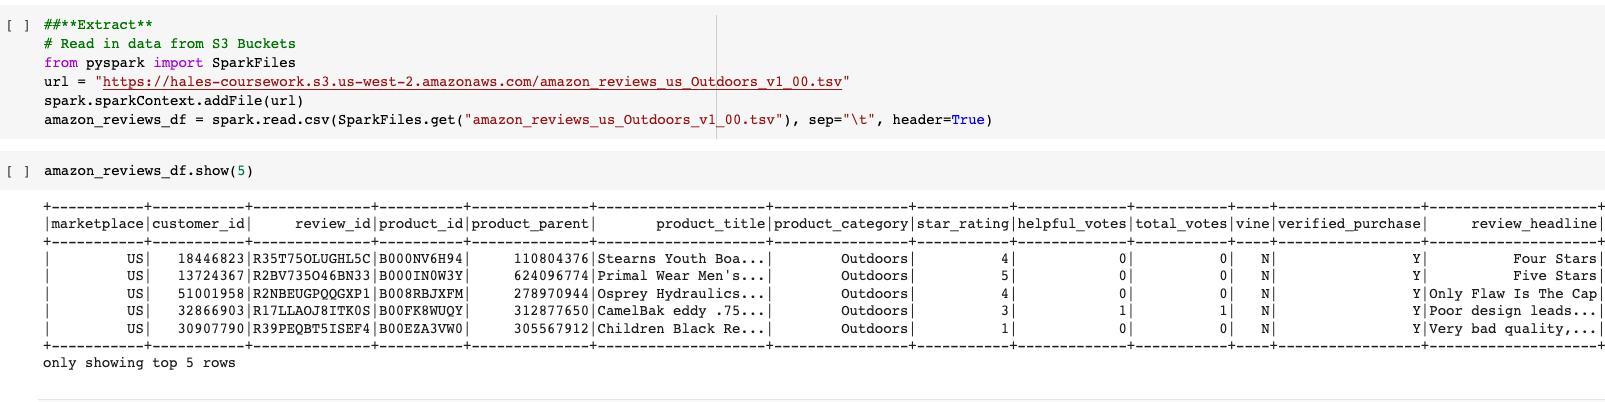 [ ] ##**Extract**
# Read in data from S3 Buckets
from pyspark import SparkFiles
url = "https://hales-coursework.s3.us-west-2.amazonaws.com/amazon_reviews_us_Outdoors_v1_00.tsv"
spark.sparkContext.addFile(url)
amazon_reviews_df = spark.read.csv(SparkFiles.get("amazon_reviews_us_Outdoors_v1_00.tsv"), sep="\t", header=True)
[ ] amazon_reviews_df.show(5)
+-----------+-----------+--------------+----------+--------------+--------------------+----------------+-----------+-------------+-----------+----+-----------------+--------------------+
|marketplace|customer_id|     review_id|product_id|product_parent|       product_title|product_category|star_rating|helpful_votes|total_votes|vine|verified_purchase|     review_headline|
+-----------+-----------+--------------+----------+--------------+--------------------+----------------+-----------+-------------+-----------+----+-----------------+--------------------+
|         US|   18446823|R35T75OLUGHL5C|B000NV6H94|     110804376|Stearns Youth Boa...|        Outdoors|          4|            0|          0|   N|                Y|          Four Stars|
|         US|   13724367|R2BV735O46BN33|B000IN0W3Y|     624096774|Primal Wear Men's...|        Outdoors|          5|            0|          0|   N|                Y|          Five Stars|
|         US|   51001958|R2NBEUGPQQGXP1|B008RBJXFM|     278970944|Osprey Hydraulics...|        Outdoors|          4|            0|          0|   N|                Y|Only Flaw Is The Cap|
|         US|   32866903|R17LLAOJ8ITK0S|B00FK8WUQY|     312877650|CamelBak eddy .75...|        Outdoors|          3|            1|          1|   N|                Y|Poor design leads...|
|         US|   30907790|R39PEQBT5ISEF4|B00EZA3VW0|     305567912|Children Black Re...|        Outdoors|          1|            0|          0|   N|                Y|Very bad quality,...|
+-----------+-----------+--------------+----------+--------------+--------------------+----------------+-----------+-------------+-----------+----+-----------------+--------------------+
only showing top 5 rows